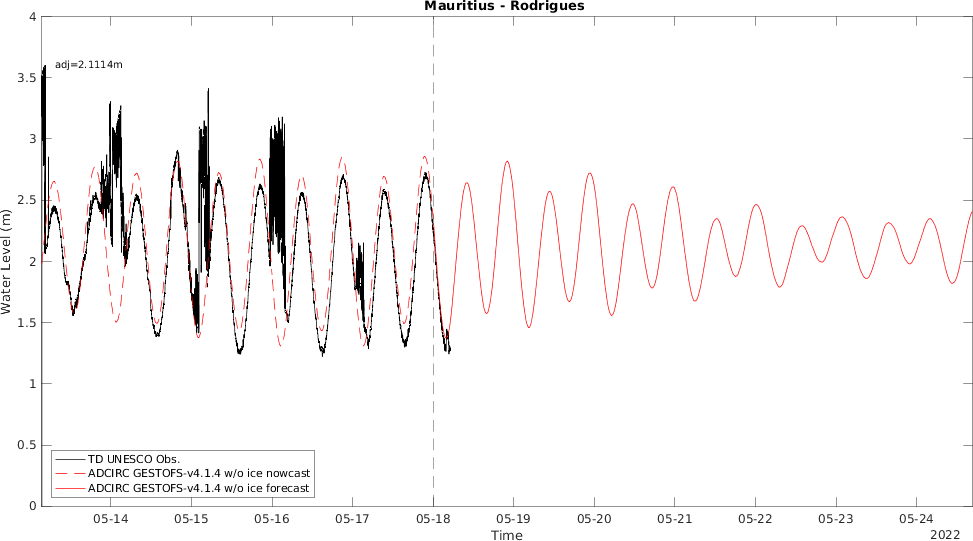 Mauritius - Rodrigues
4
adj=2.1114m
3.5
3
2.5
2
1.5
1
0.5
0
Water Level (m)
TD UNESCO Obs.
ADCIRC GESTOFS-v4.1.4 w/o ice nowcast
ADCIRC GESTOFS-v4.1.4 w/o ice forecast
05-14 05-15 05-16 05-17 05-18 05-19 05-20 05-21 05-22 05-23 05-24
Time
2022